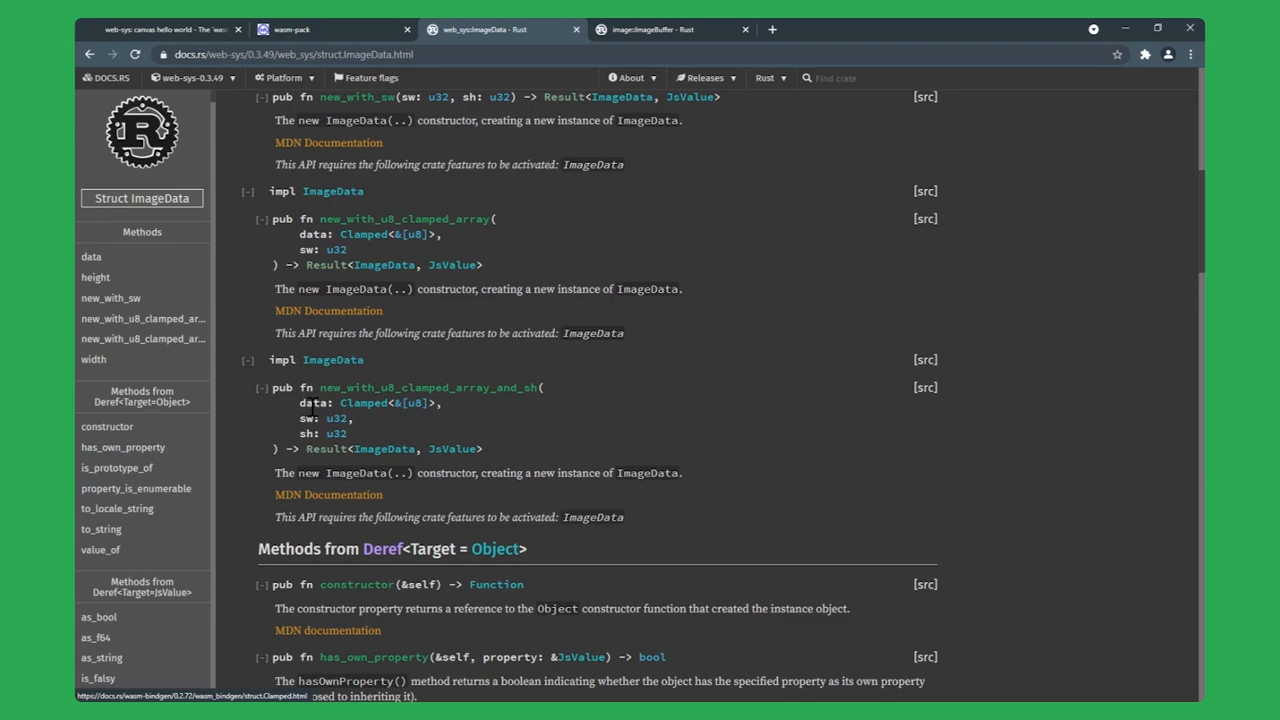 web-sys: canvas hello world - The `was
wasm-pack
web_sys::ImageData - Rust
image::ImageBuffer - Rust
docs.rs/web-sys/0.3.49/web_sys/struct.ImageData.html
DOCS.RS
web-sys-0.3.49
Platform
Feature flags
About
Releases
Rust
Find crate
[-] pub fn new_with_sw(sw: u32, sh: u32) -> Result<ImageData, JsValue> [src]
The new ImageData(..) constructor, creating a new instance of ImageData.
MDN Documentation
This API requires the following crate features to be activated: ImageData
[-] impl ImageData [src]
[-] pub fn new_with_u8_clamped_array( [src]
data: Clamped<&[u8]>,
sw: u32
) -> Result<ImageData, JsValue>
The new ImageData(..) constructor, creating a new instance of ImageData.
MDN Documentation
This API requires the following crate features to be activated: ImageData
[-] impl ImageData [src]
[-] pub fn new_with_u8_clamped_array_and_sh( [src]
data: Clamped<&[u8]>,
sw: u32,
sh: u32
) -> Result<ImageData, JsValue>
The new ImageData(..) constructor, creating a new instance of ImageData.
MDN Documentation
This API requires the following crate features to be activated: ImageData
Methods from Deref<Target = Object>
[-] pub fn constructor(&self) -> Function [src]
The constructor property returns a reference to the Object constructor function that created the instance object.
MDN documentation
[-] pub fn has_own_property(&self, property: &JsValue) -> bool [src]
The hasOwnProperty() method returns a boolean indicating whether the object has the specified property as its own property
posed to inheriting it).
Struct ImageData
Methods
data
height
new_with_sw
new_with_u8_clamped_ar...
new_with_u8_clamped_ar...
width
Methods from
Deref<Target=Object>
constructor
has_own_property
is_prototype_of
property_is_enumerable
to_locale_string
to_string
value_of
Methods from
Deref<Target=JsValue>
as_bool
as_f64
as_string
is_falsy
https://docs.rs/wasm-bindgen/0.2.72/wasm_bindgen/struct.Clamped.html